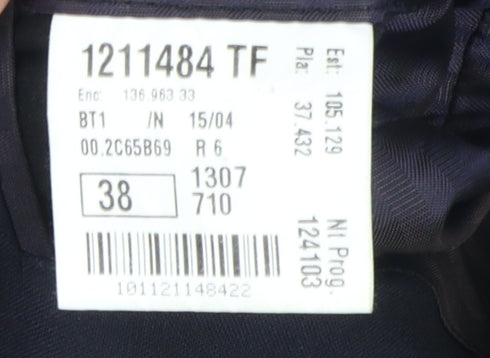 1211484 TF
Enc: 136.963 33
BT1 /N 15/04
00.2C65B69 R 6
38
1307
710
101121148422
Est: 105.129
Pla: 37.432
Nt Prog.
124103